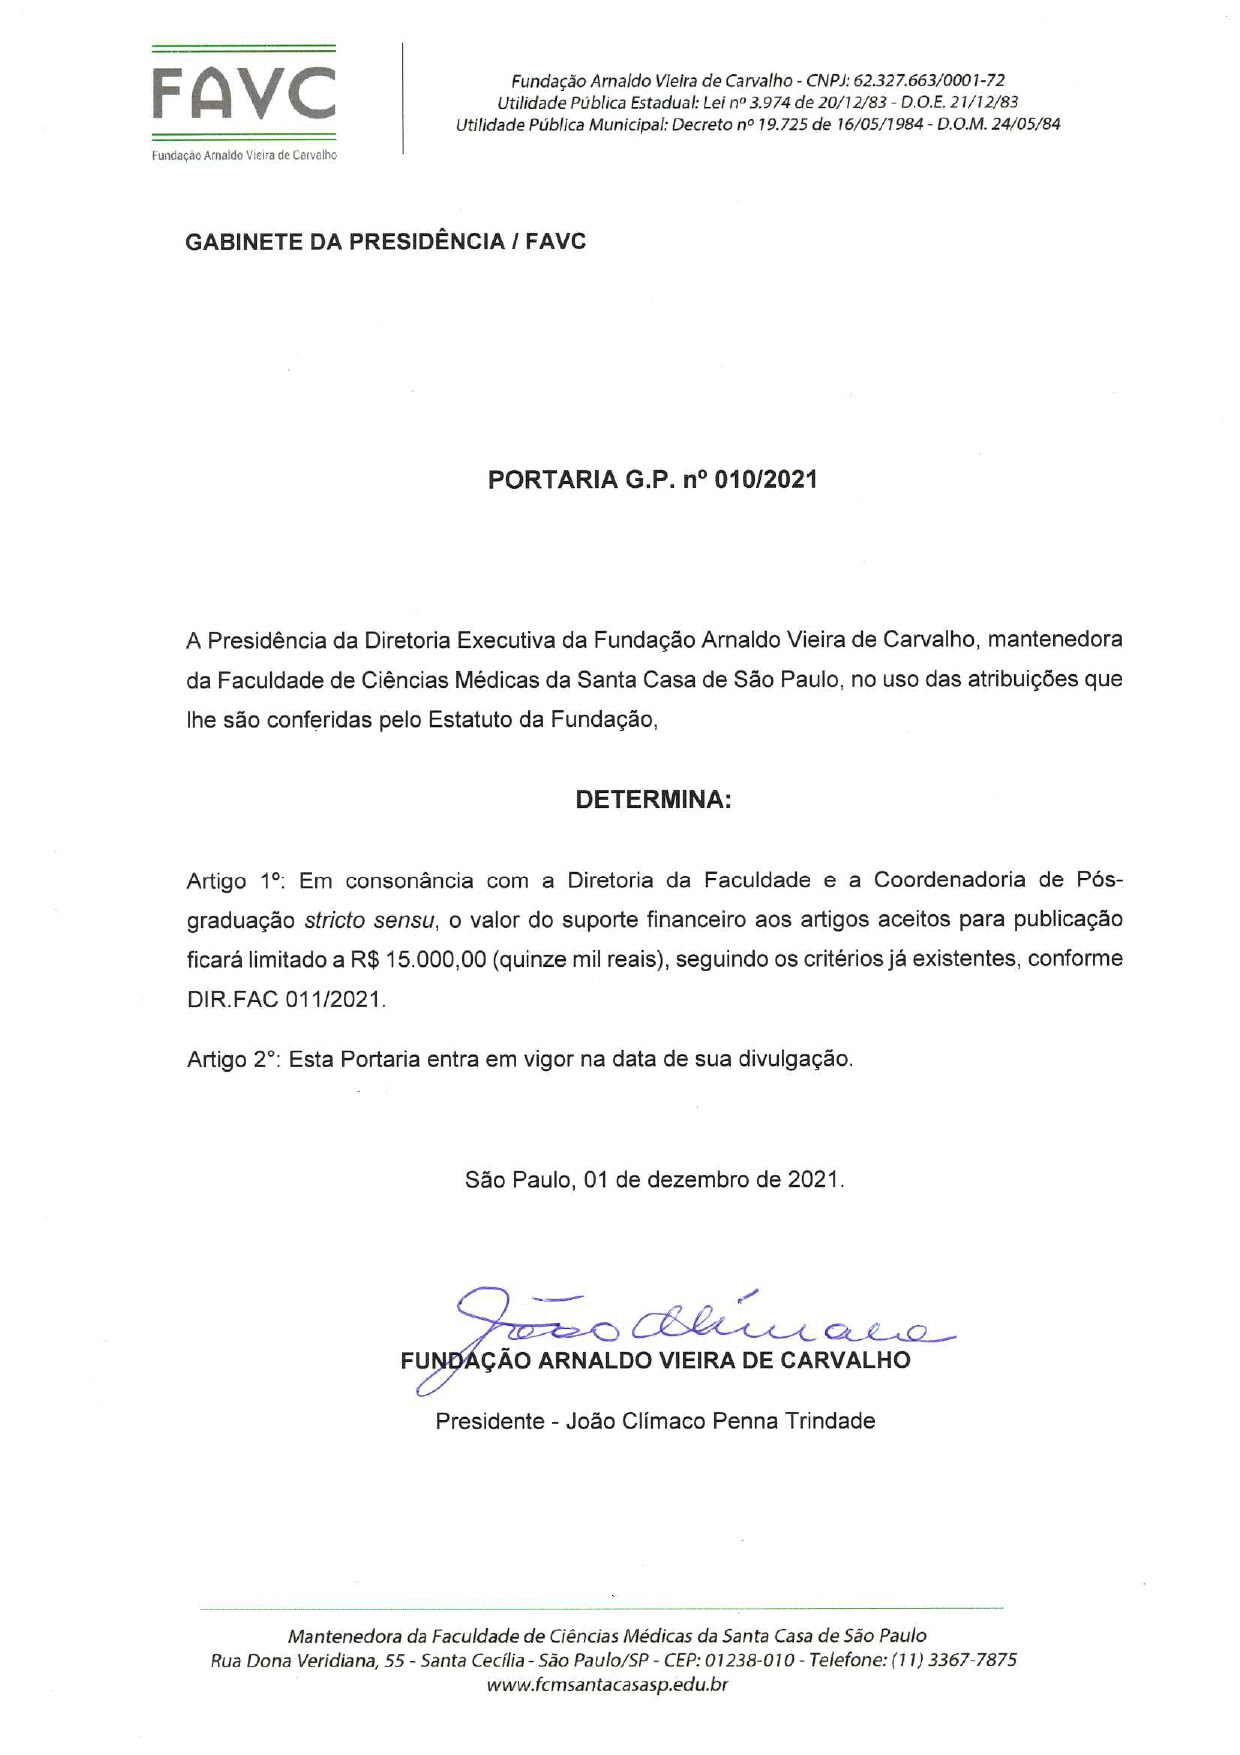 FAVC
Fundação Arnaldo Vieira de Carvalho
Fundação Arnaldo Vieira de Carvalho - CNPJ: 62.327.663/0001-72
Utilidade Pública Estadual: Lei nº 3.974 de 20/12/83 - D.O.E. 21/12/83
Utilidade Pública Municipal: Decreto nº 19.725 de 16/05/1984 - D.O.M. 24/05/84
GABINETE DA PRESIDÊNCIA / FAVC
PORTARIA G.P. nº 010/2021
A Presidência da Diretoria Executiva da Fundação Arnaldo Vieira de Carvalho, mantenedora
da Faculdade de Ciências Médicas da Santa Casa de São Paulo, no uso das atribuições que
lhe são conferidas pelo Estatuto da Fundação,
DETERMINA:
Artigo 1º: Em consonância com a Diretoria da Faculdade e a Coordenadoria de Pós-
graduação stricto sensu, o valor do suporte financeiro aos artigos aceitos para publicação
ficará limitado a R$ 15.000,00 (quinze mil reais), seguindo os critérios já existentes, conforme
DIR.FAC 011/2021.
Artigo 2º: Esta Portaria entra em vigor na data de sua divulgação.
São Paulo, 01 de dezembro de 2021.
João Clímaco
FUNDAÇÃO ARNALDO VIEIRA DE CARVALHO
Presidente - João Clímaco Penna Trindade
Mantenedora da Faculdade de Ciências Médicas da Santa Casa de São Paulo
Rua Dona Veridiana, 55 - Santa Cecília - São Paulo/SP - CEP: 01238-010 - Telefone: (11) 3367-7875
www.fcmsantacasasp.edu.br